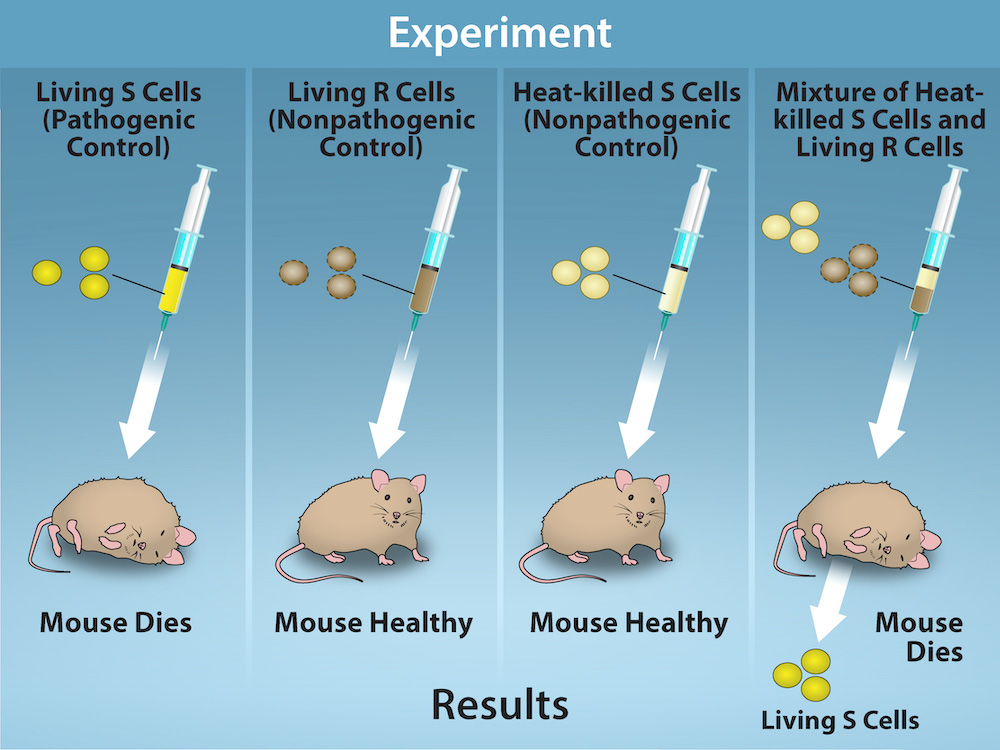 Experiment
Living S Cells
(Pathogenic
Control)
Living R Cells
(Nonpathogenic
Control)
Heat-killed S Cells
(Nonpathogenic
Control)
Mixture of Heat-
killed S Cells and
Living R Cells
Mouse Dies
Mouse Healthy
Mouse Healthy
Mouse
Dies
Living S Cells
Results